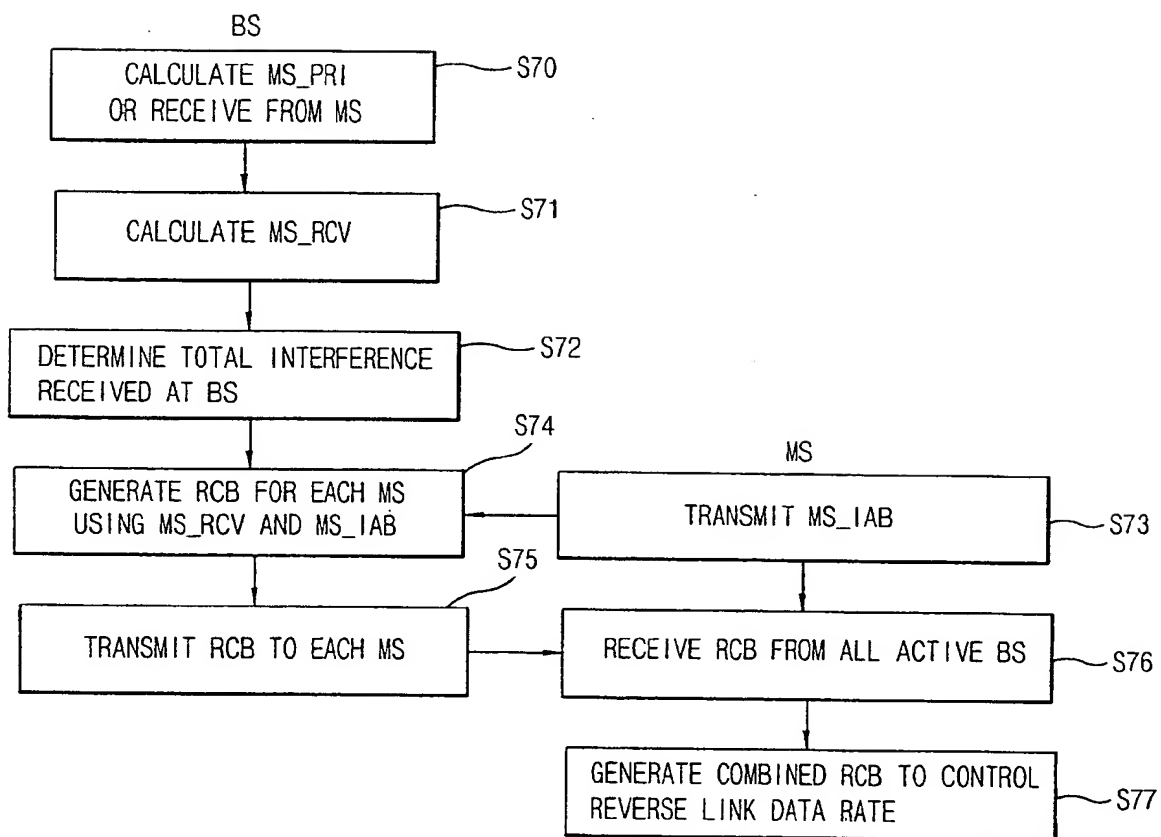 BS
CALCULATE MS_PRI
OR RECEIVE FROM MS
S70
CALCULATE MS_RCV
S71
DETERMINE TOTAL INTERFERENCE
RECEIVED AT BS
S72
GENERATE RCB FOR EACH MS
USING MS_RCV AND MS_IAB
S74
MS
TRANSMIT MS_IAB
S73
TRANSMIT RCB TO EACH MS
S75
RECEIVE RCB FROM ALL ACTIVE BS
S76
GENERATE COMBINED RCB TO CONTROL
REVERSE LINK DATA RATE
S77